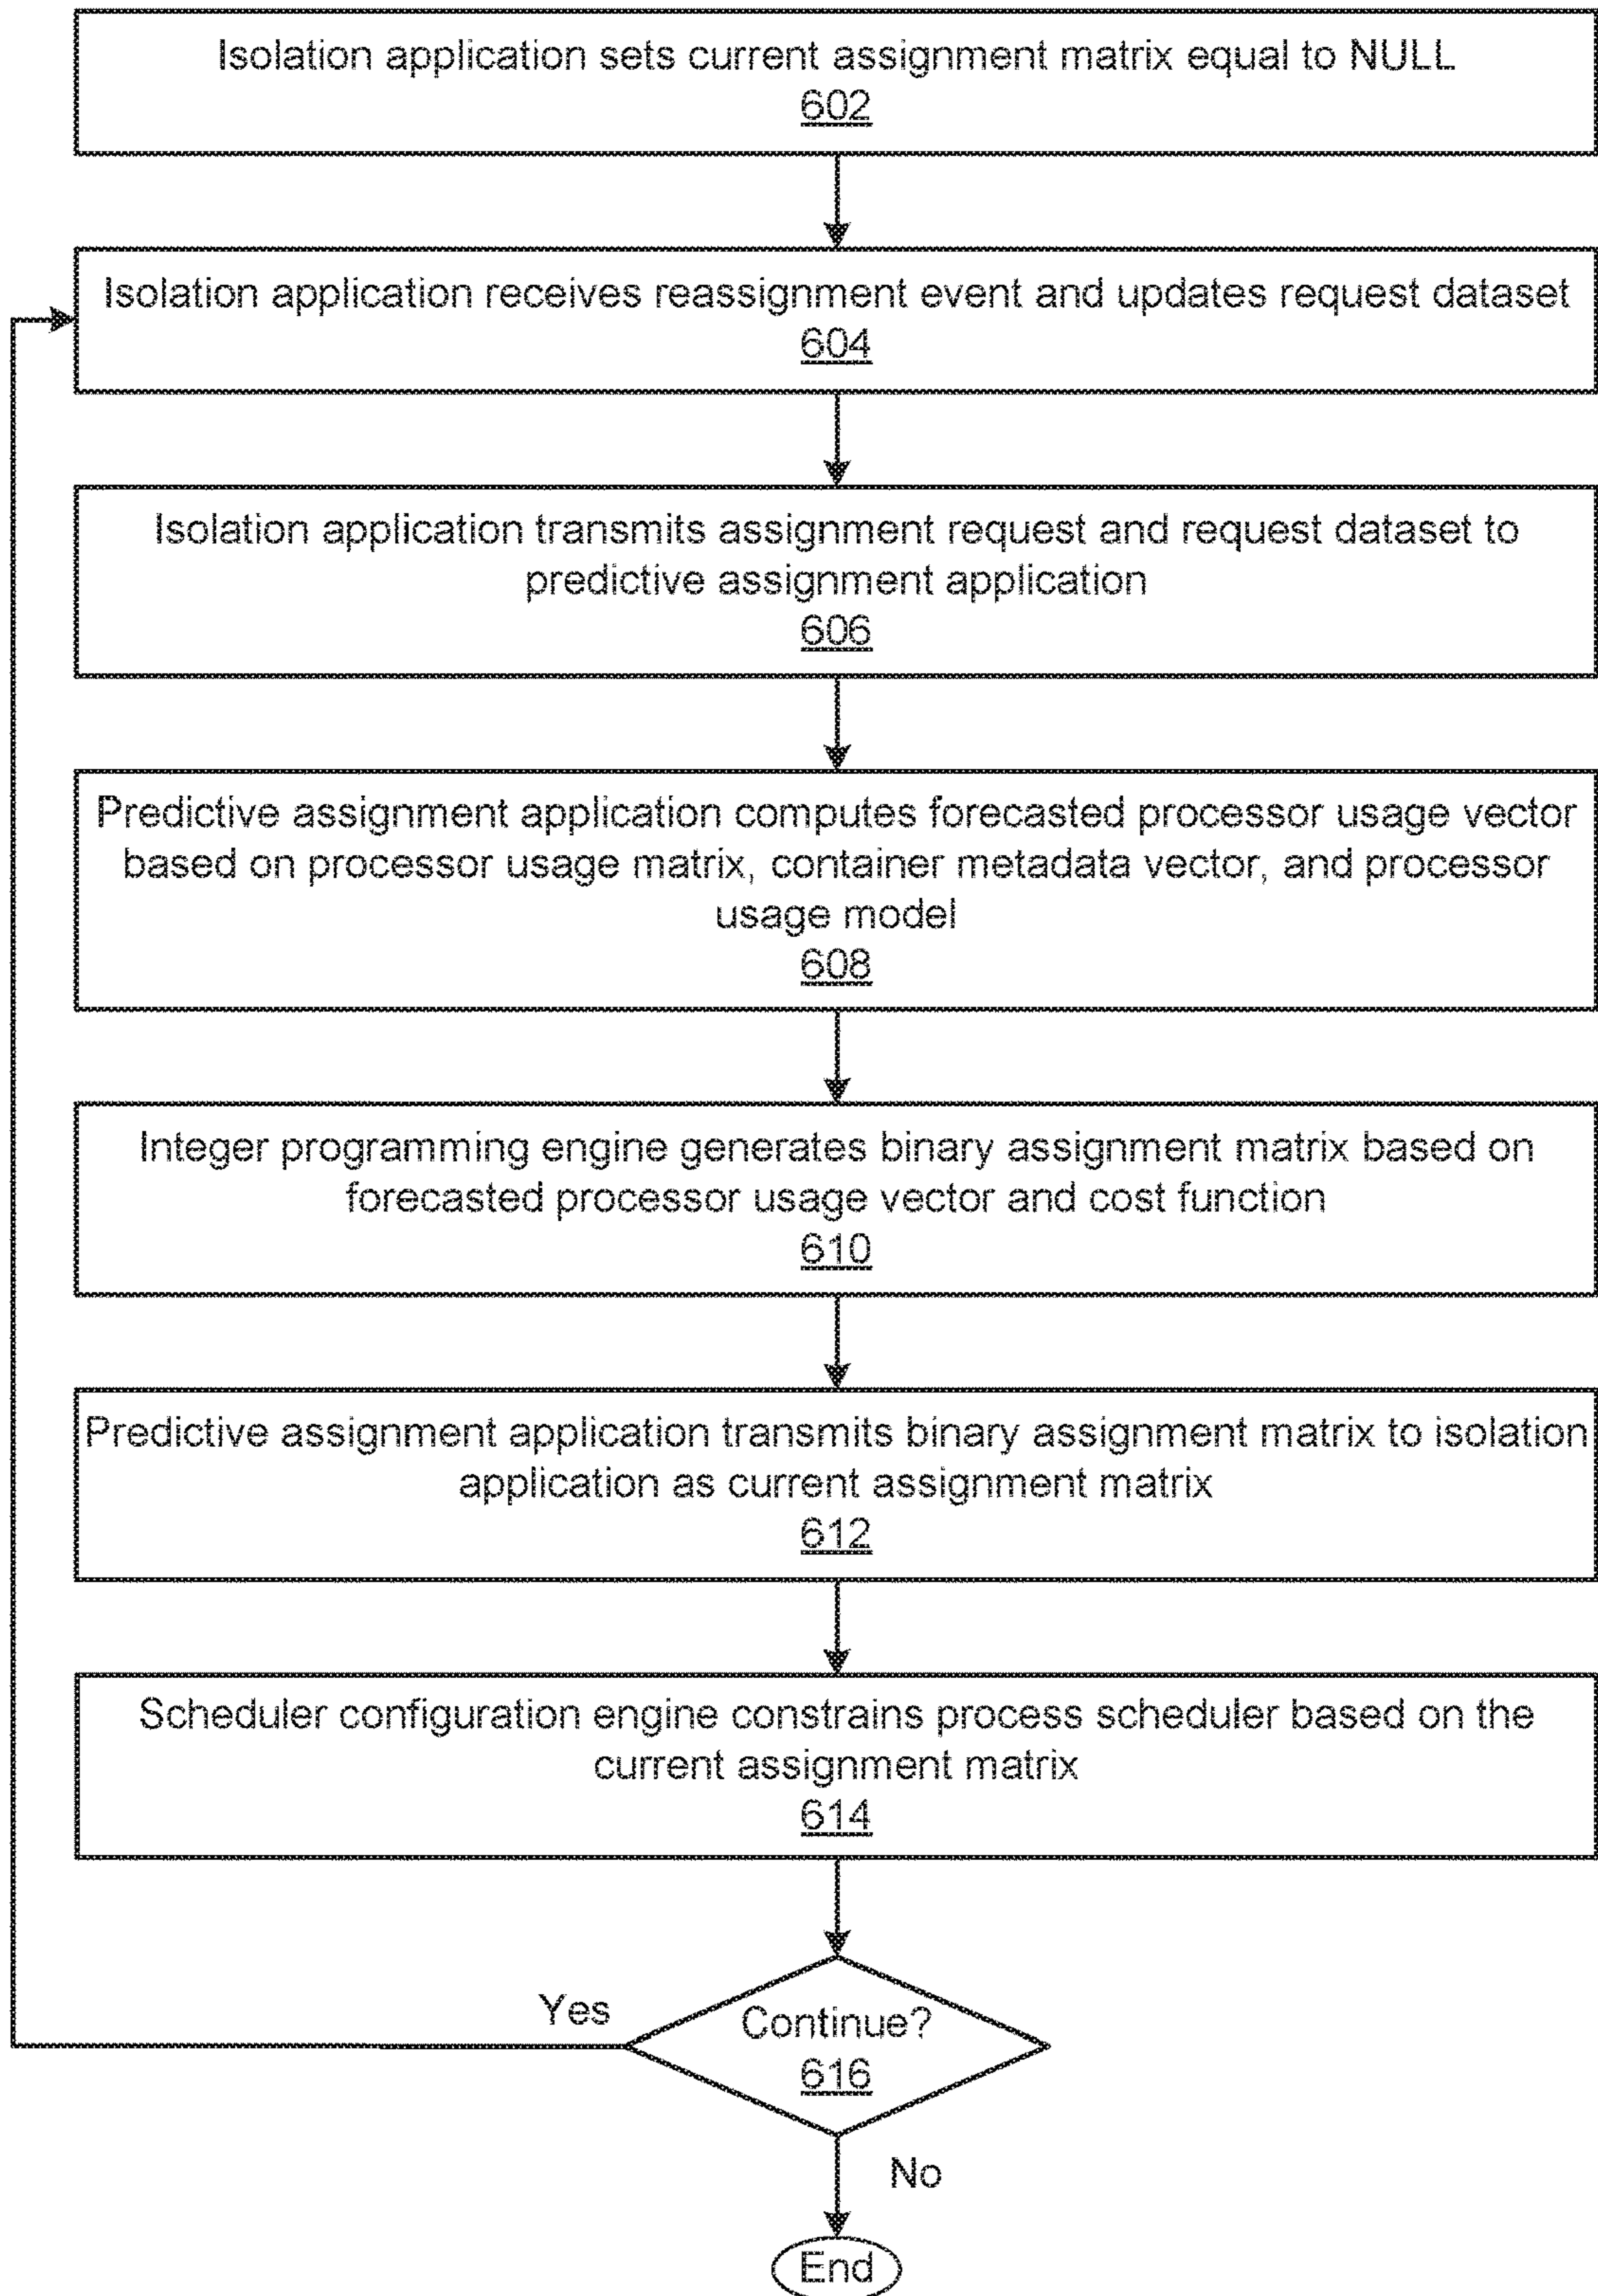 Isolation application sets current assignment matrix equal to NULL
602
Isolation application receives reassignment event and updates request dataset
604
Isolation application transmits assignment request and request dataset to
predictive assignment application
606
Predictive assignment application computes forecasted processor usage vector
based on processor usage matrix, container metadata vector, and processor
usage model
608
Integer programming engine generates binary assignment matrix based on
forecasted processor usage vector and cost function
610
Predictive assignment application transmits binary assignment matrix to isolation
application as current assignment matrix
612
Scheduler configuration engine constrains process scheduler based on the
current assignment matrix
614
Yes
Continue?
616
No
End